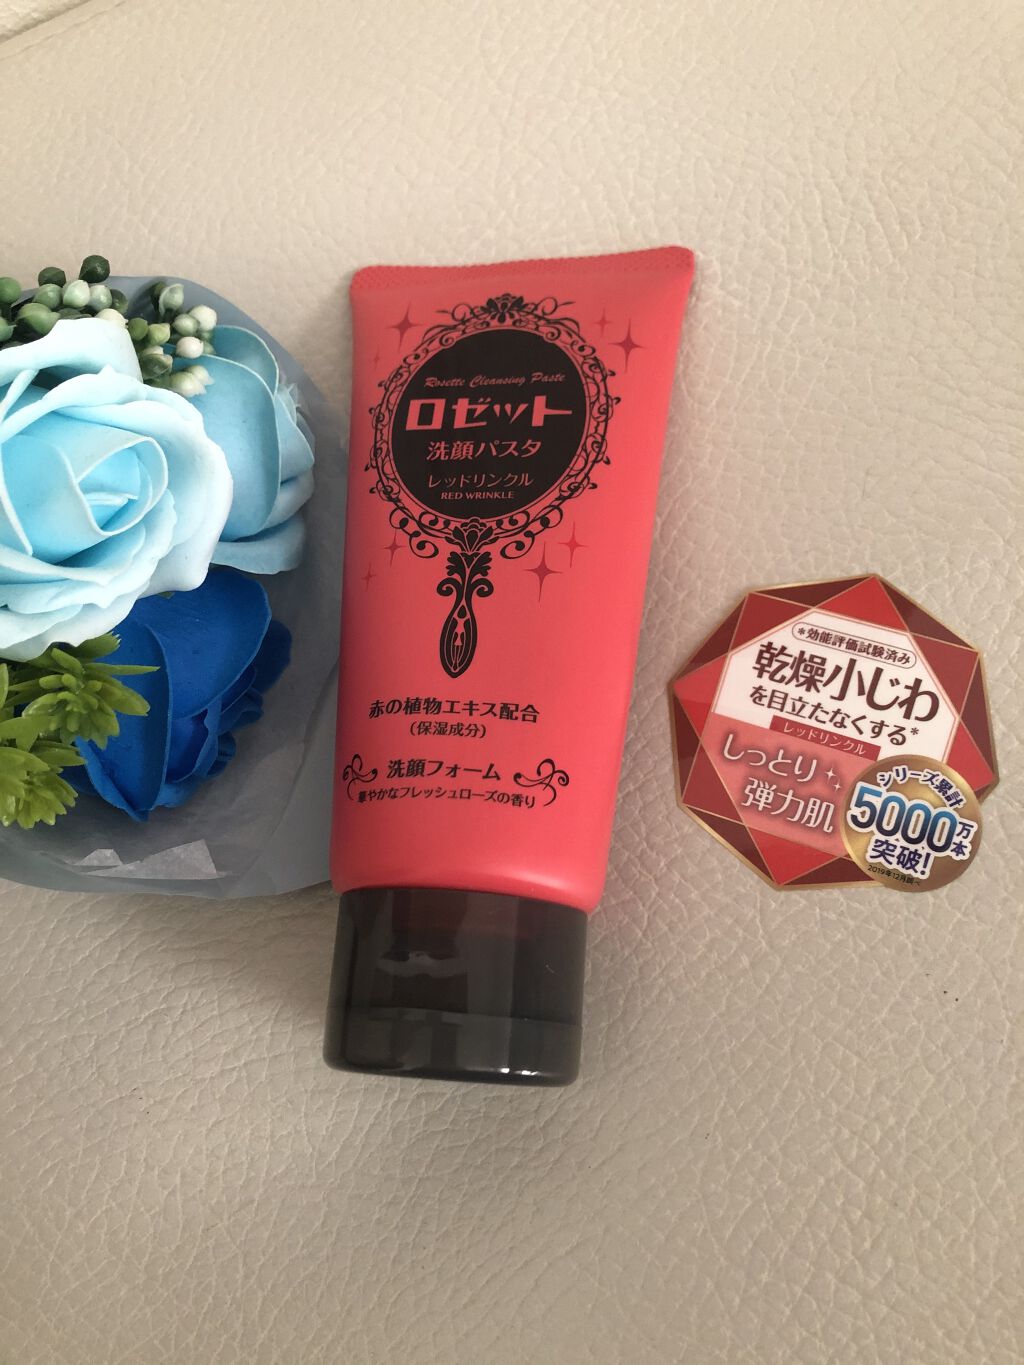 Rosette Cleansing Paste
ロゼット
洗顔パスタ
レッドリンクル
RED WRINKLE
赤の植物エキス配合
(保湿成分)
洗顔フォーム
華やかなフレッシュローズの香り
*効能評価試験済み
乾燥小じわ
を目立たなくする*
レッドリンクル
しっとり
弾力肌
シリーズ累計
5000万本
突破!
2019年12月調べ